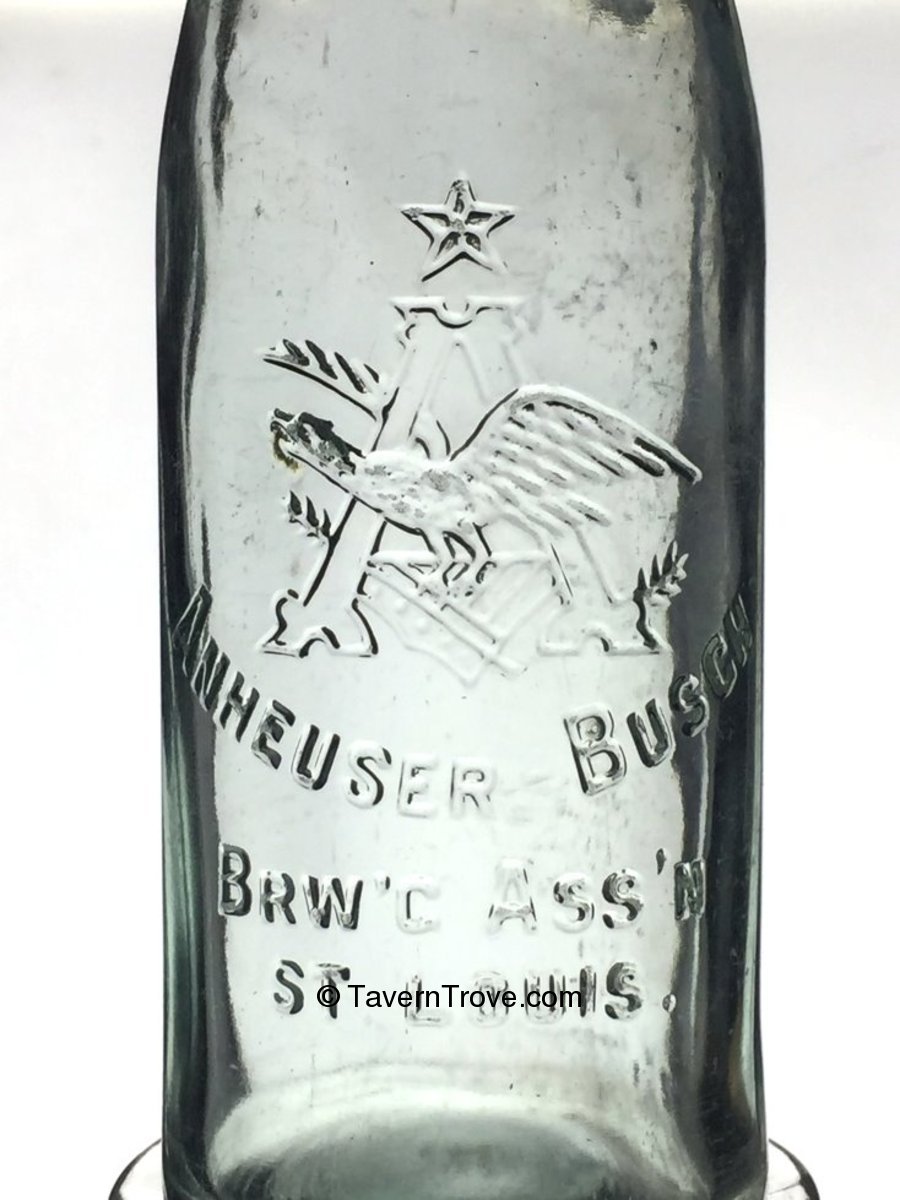 A
ANHEUSER BUSCH
BRW'G ASS'N
ST LOUIS.
© TavernTrove.com